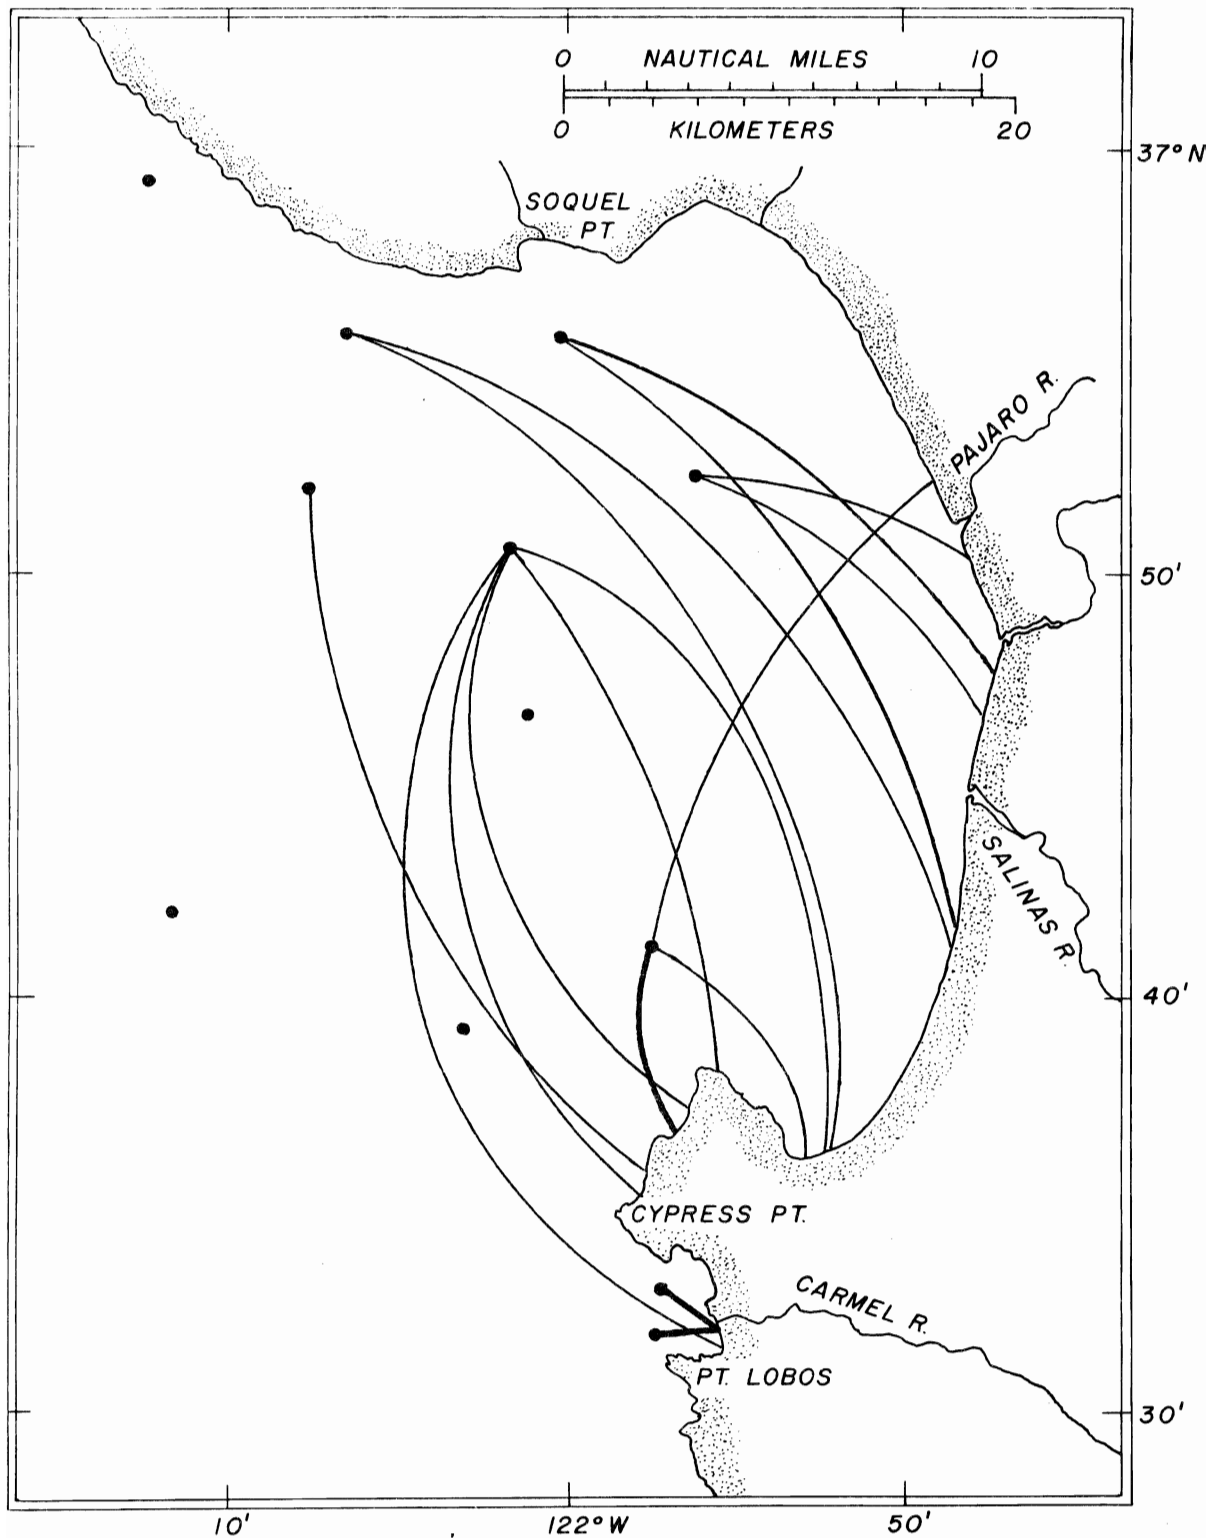 0 NAUTICAL MILES 10
0 KILOMETERS 20
37°N
SOQUEL
PT.
PAJARO R.
50'
SALINAS R.
40'
CYPRESS PT.
CARMEL R.
PT. LOBOS
30'
10' 122°W 50'